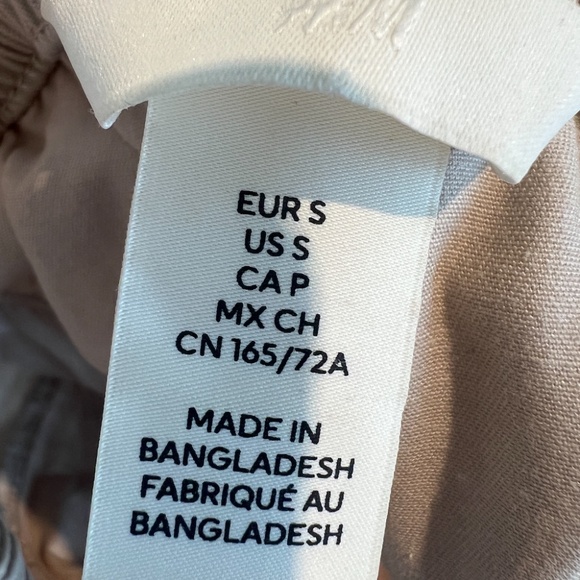 EUR S
US S
CA P
MX CH
CN 165/72A
MADE IN
BANGLADESH
FABRIQUÉ AU
BANGLADESH